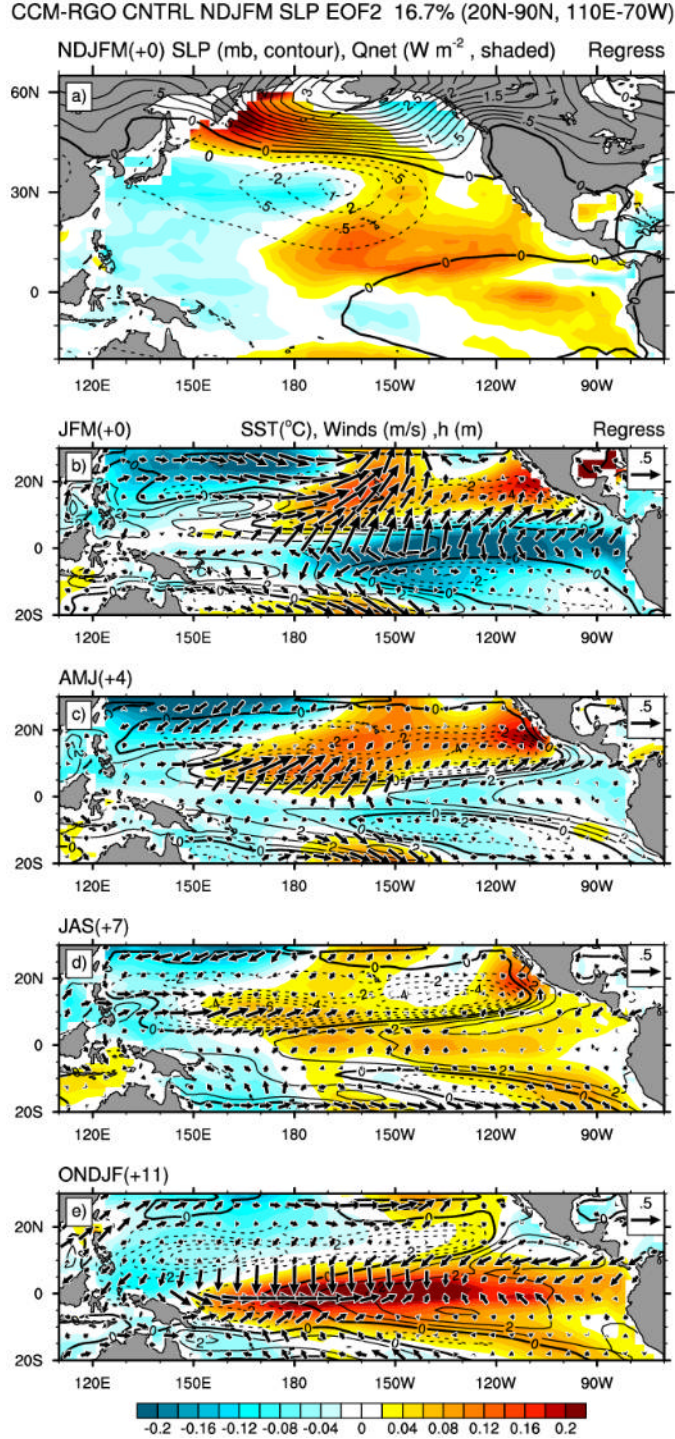 CCM-RGO CNTRL NDJFM SLP EOF2 16.7% (20N-90N, 110E-70W)
NDJFM(+0) SLP (mb, contour), Qnet (W m-2 , shaded) Regress
a)
60N
30N
0
120E 150E 180 150W 120W 90W
JFM(+0) SST(°C), Winds (m/s) ,h (m) Regress
b) .5
20N
0
20S
120E 150E 180 150W 120W 90W
AMJ(+4)
c) .5
20N
0
20S
120E 150E 180 150W 120W 90W
JAS(+7)
d) .5
20N
0
20S
120E 150E 180 150W 120W 90W
ONDJF(+11)
e) .5
20N
0
20S
120E 150E 180 150W 120W 90W
-0.2 -0.12 -0.08 -0.04 0 0.04 0.08 0.12 0.16 0.2